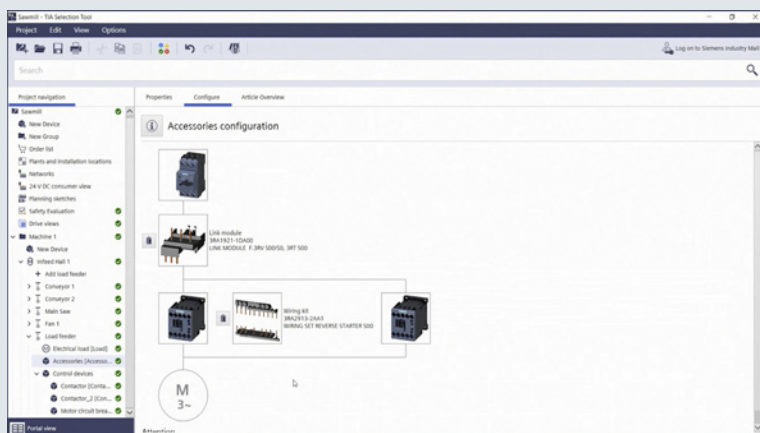 Sawmill - TIA Selection Tool
Project Edit View Options
Log on to Siemens Industry Mall
Search
Project navigation
Properties Configure Article Overview
Sawmill
New Device
New Group
Order list
Plants and installation locations
Networks
24 V DC consumer view
Planning sketches
Safety Evaluation
Drive views
Machine 1
New Device
Infeed Hall 1
Add load feeder
Conveyor 1
Conveyor 2
Main Saw
Fan 1
Load feeder
Electrical load [Load]
Accessories [Accesso...
Control devices
Contactor [Conta...
Contactor_2 [Con...
Motor circuit brea...
Portal view
Accessories configuration
Link module
3RA1921-1DA00
LINK MODULE F.3RV S00/S0, 3RT S00
Wiring kit
3RA2913-2AA1
WIRING SET REVERSE STARTER S00
M
3~
Attention